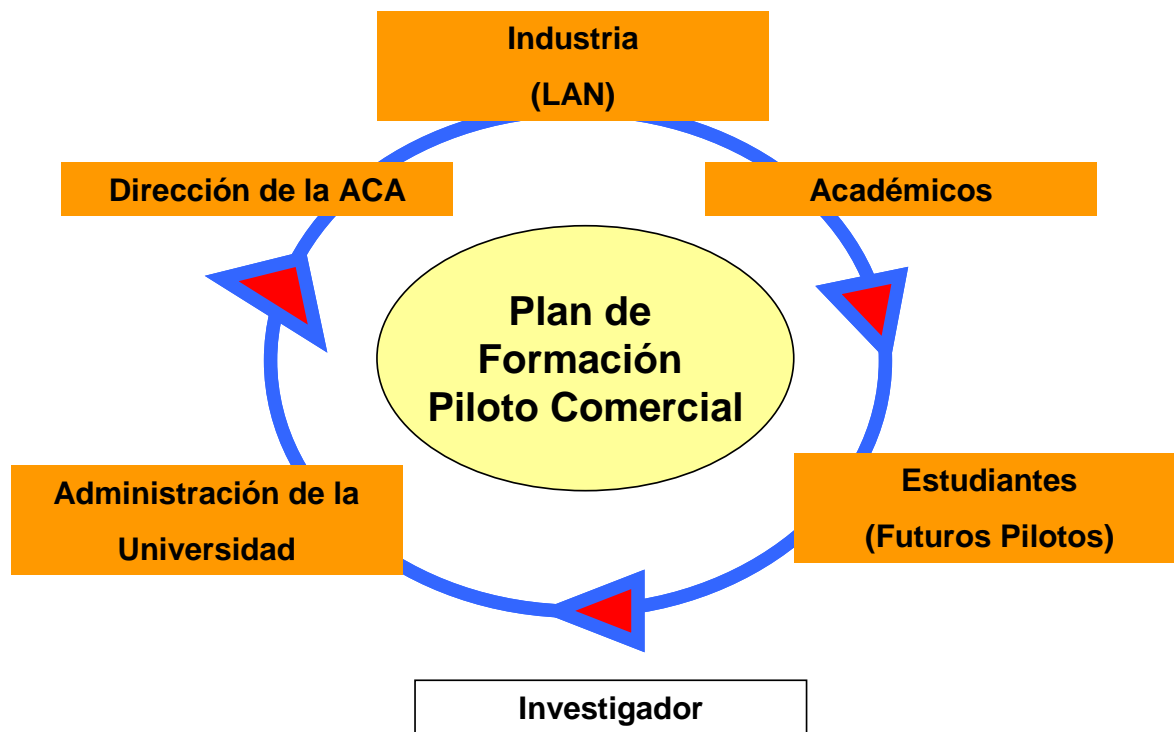 Industria
(LAN)
Dirección de la ACA
Académicos
Plan de
Formación
Piloto Comercial
Administración de la
Universidad
Estudiantes
(Futuros Pilotos)
Investigador